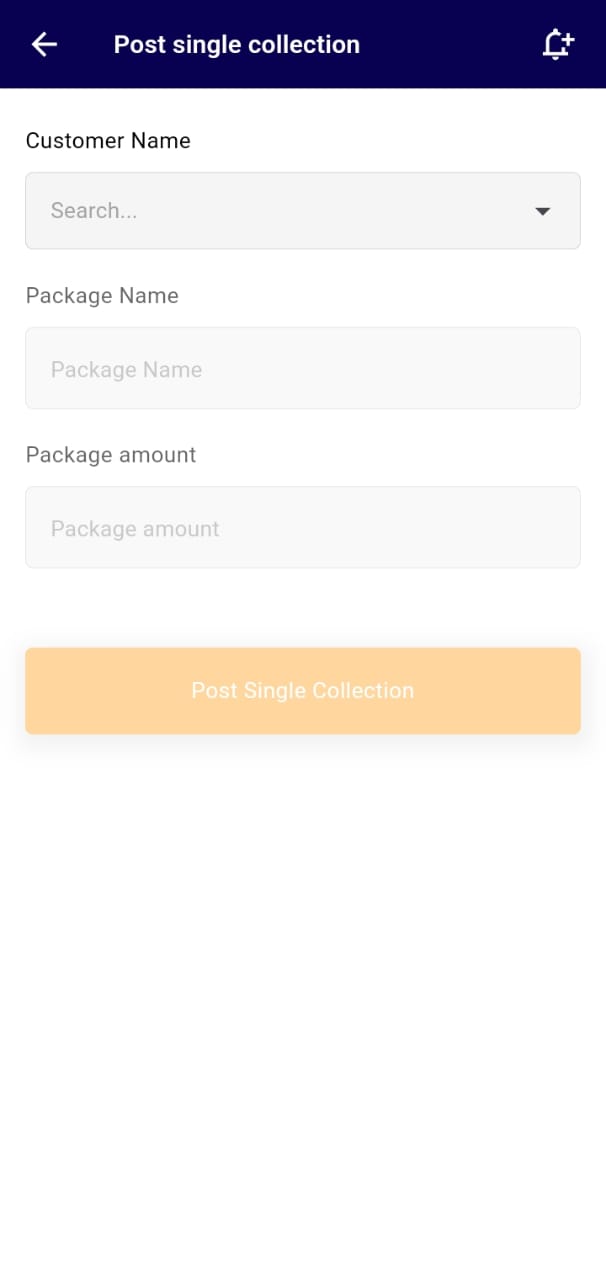 Post single collection
Customer Name
Search...
Package Name
Package Name
Package amount
Package amount
Post Single Collection